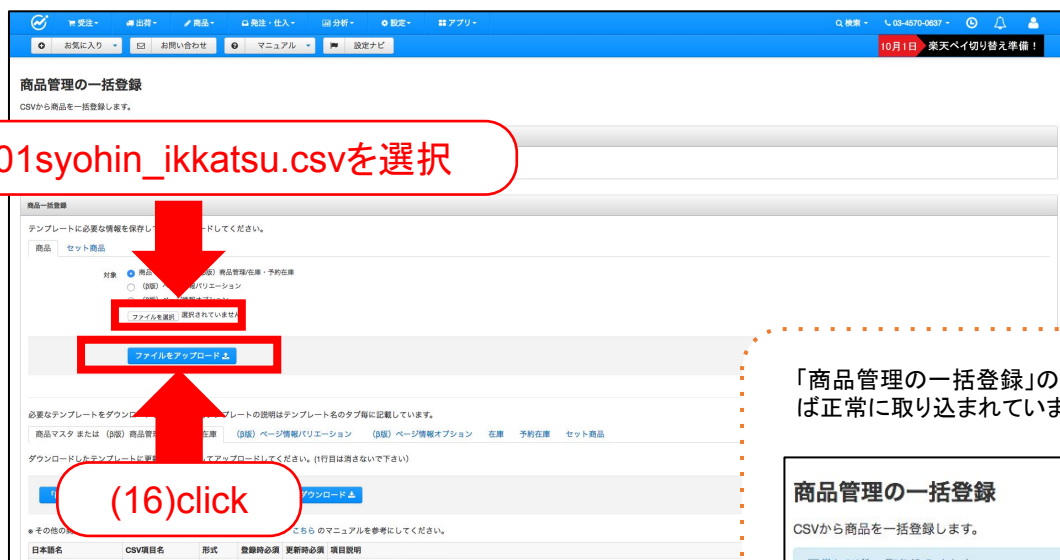 受注 出荷 商品 発注・仕入 分析 設定 アプリ 検索 03-4570-0637
お気に入り お問い合わせ マニュアル 設定ナビ 10月1日 楽天ペイ切り替え準備！
商品管理の一括登録
CSVから商品を一括登録します。
01syohin_ikkatsu.csvを選択
商品一括登録
テンプレートに必要な情報を保存し ードしてください。
商品 セット商品
対象 商品 版）商品管理/在庫・予約在庫
（β版） 報バリエーション
ファイルを選択 選択されていませ
ファイルをアップロード
「商品管理の一括登録」の
ば正常に取り込まれていま
必要なテンプレートをダウン レートの説明はテンプレート名のタブ毎に記載しています。
商品マスタ または （β版）商品管 在庫 （β版）ページ情報バリエーション （β版）ページ情報オプション 在庫 予約在庫 セット商品
ダウンロードしたテンプレートに更新 してアップロードしてください。(1行目は消さないで下さい)
(16)click
ウンロード
商品管理の一括登録
※その他の こちら のマニュアルを参考にしてください。
CSVから商品を一括登録します。
日本語名 CSV項目名 形式 登録時必須 更新時必須 項目説明